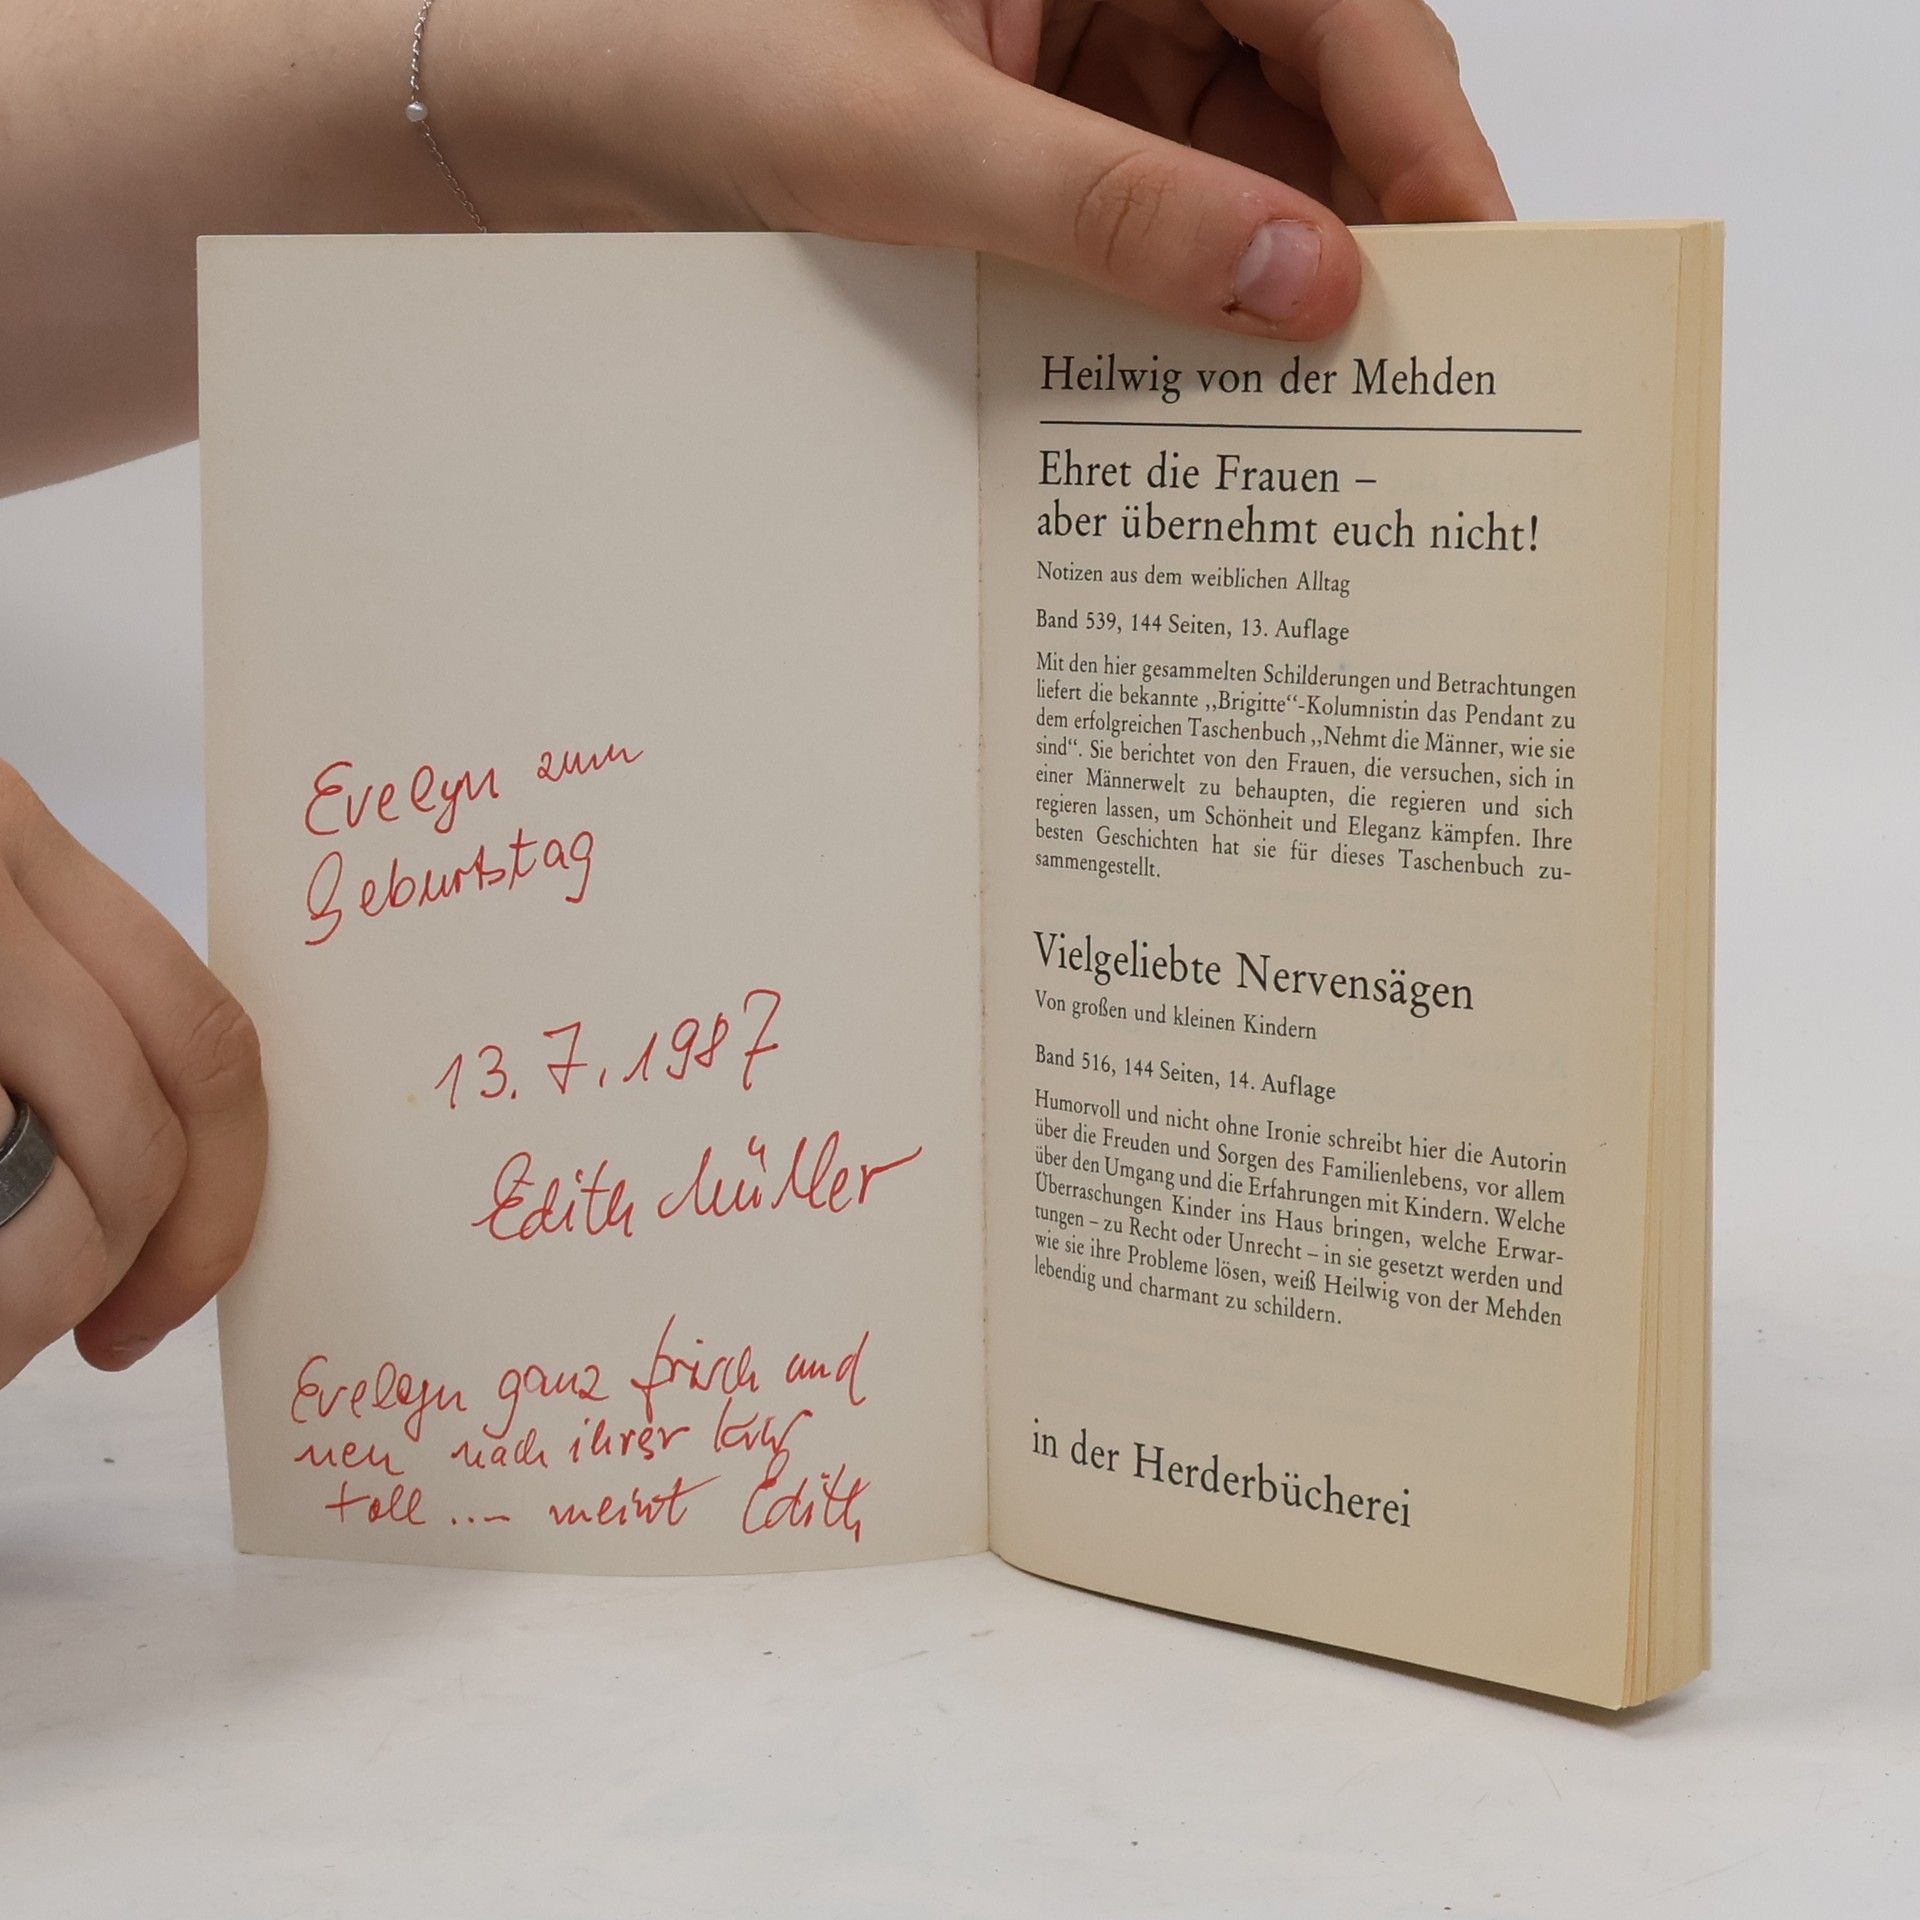 Evelyn zum
Geburtstag
13.7.1987
Edith Müller
Evelyn ganz frisch und
neu nach ihrer Kur
toll ... meint Edith
Heilwig von der Mehden
Ehret die Frauen –
aber übernehmt euch nicht!
Notizen aus dem weiblichen Alltag
Band 539, 144 Seiten, 13. Auflage
Mit den hier gesammelten Schilderungen und Betrachtungen
liefert die bekannte „Brigitte“-Kolumnistin das Pendant zu
dem erfolgreichen Taschenbuch „Nehmt die Männer, wie sie
sind“. Sie berichtet von den Frauen, die versuchen, sich in
einer Männerwelt zu behaupten, die regieren und sich
regieren lassen, um Schönheit und Eleganz kämpfen. Ihre
besten Geschichten hat sie für dieses Taschenbuch zu-
sammengestellt.
Vielgeliebte Nervensägen
Von großen und kleinen Kindern
Band 516, 144 Seiten, 14. Auflage
Humorvoll und nicht ohne Ironie schreibt hier die Autorin
über die Freuden und Sorgen des Familienlebens, vor allem
über den Umgang und die Erfahrungen mit Kindern. Welche
Überraschungen Kinder ins Haus bringen, welche Erwar-
tungen – zu Recht oder Unrecht – in sie gesetzt werden und
wie sie ihre Probleme lösen, weiß Heilwig von der Mehden
lebendig und charmant zu schildern.
in der Herderbücherei